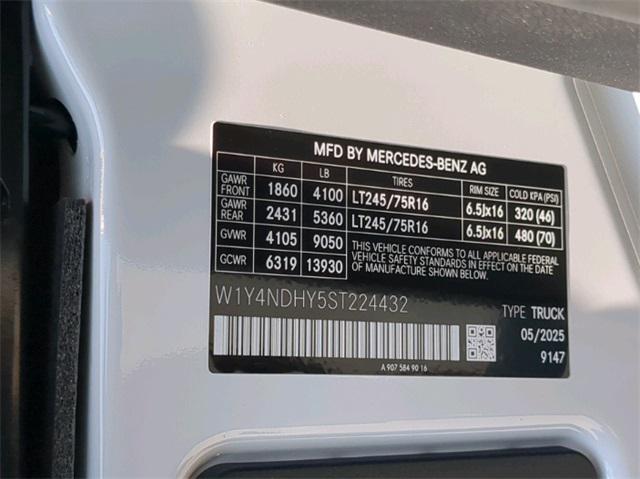 MFD BY MERCEDES-BENZ AG
KG LB TIRES RIM SIZE COLD KPA (PSI)
GAWR FRONT 1860 4100 LT245/75R16 6.5Jx16 320 (46)
GAWR REAR 2431 5360 LT245/75R16 6.5Jx16 480 (70)
GVWR 4105 9050
GCWR 6319 13930
THIS VEHICLE CONFORMS TO ALL APPLICABLE FEDERAL
VEHICLE SAFETY STANDARDS IN EFFECT ON THE DATE OF
MANUFACTURE SHOWN BELOW.
W1Y4NDHY5ST224432
TYPE TRUCK
05/2025
9147
A 907 584 90 16